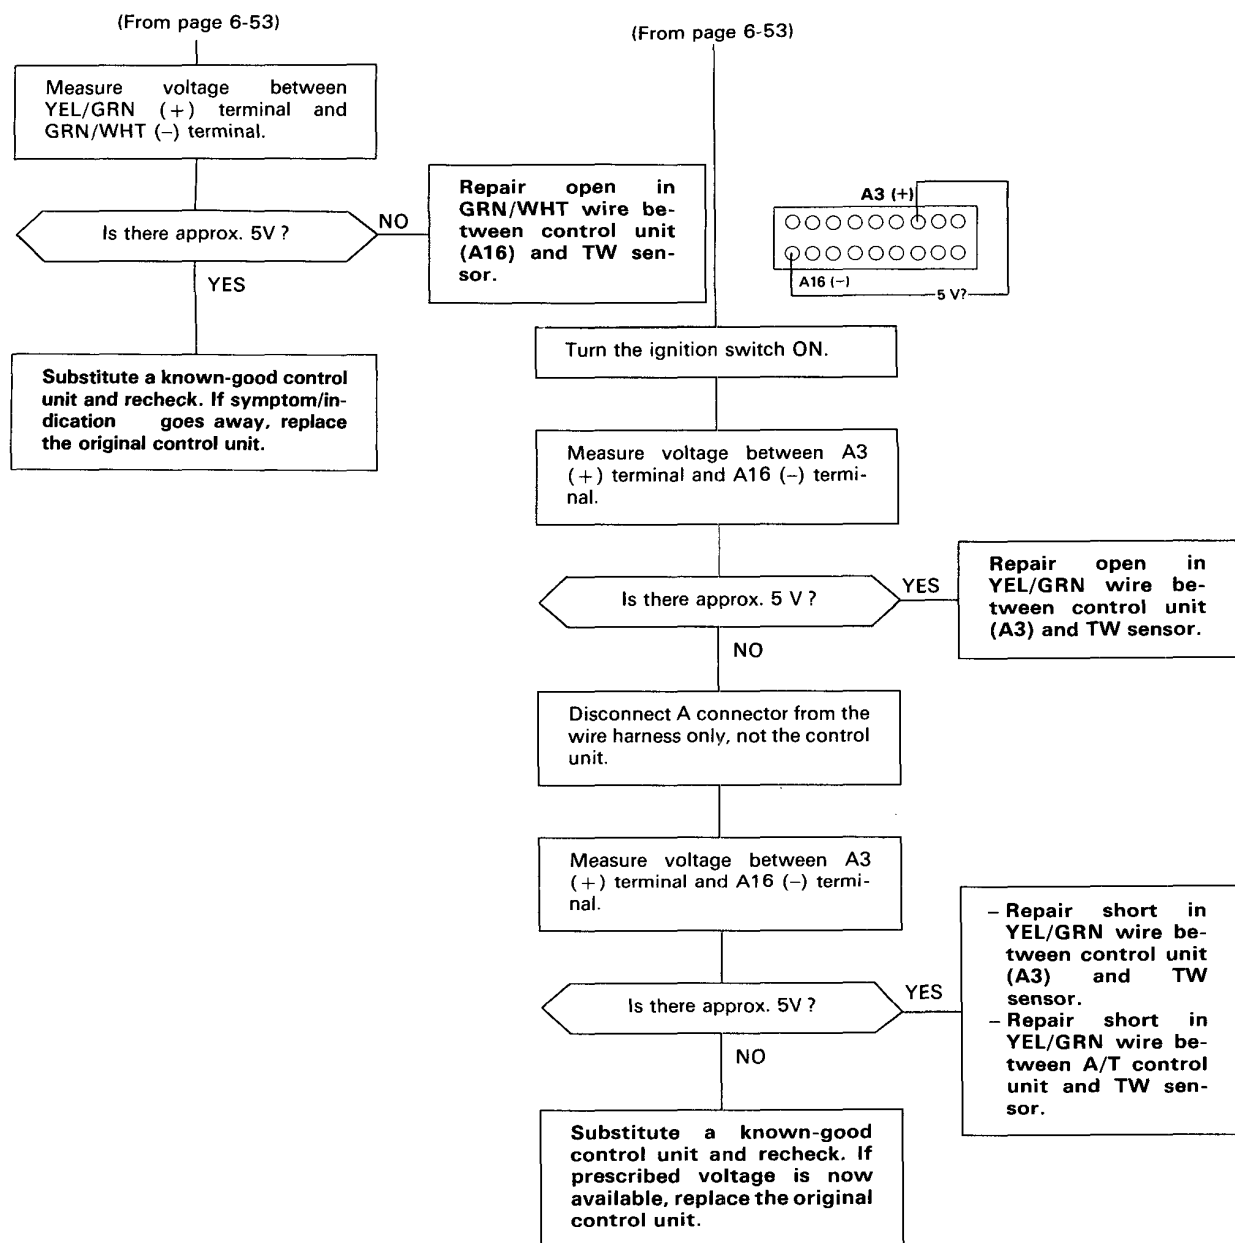 (From page 6-53)
Measure voltage between
YEL/GRN (+) terminal and
GRN/WHT (–) terminal.
Is there approx. 5V ?
NO
Repair open in
GRN/WHT wire be-
tween control unit
(A16) and TW sen-
sor.
YES
Substitute a known-good control
unit and recheck. If symptom/in-
dication goes away, replace
the original control unit.
(From page 6-53)
A3 (+)
A16 (–)
5 V?
Turn the ignition switch ON.
Measure voltage between A3
(+) terminal and A16 (–) termi-
nal.
Is there approx. 5 V ?
YES
Repair open in
YEL/GRN wire be-
tween control unit
(A3) and TW sensor.
NO
Disconnect A connector from the
wire harness only, not the control
unit.
Measure voltage between A3
(+) terminal and A16 (–) termi-
nal.
Is there approx. 5V ?
YES
– Repair short in
YEL/GRN wire be-
tween control unit
(A3) and TW
sensor.
– Repair short in
YEL/GRN wire be-
tween A/T control
unit and TW sen-
sor.
NO
Substitute a known-good
control unit and recheck. If
prescribed voltage is now
available, replace the original
control unit.